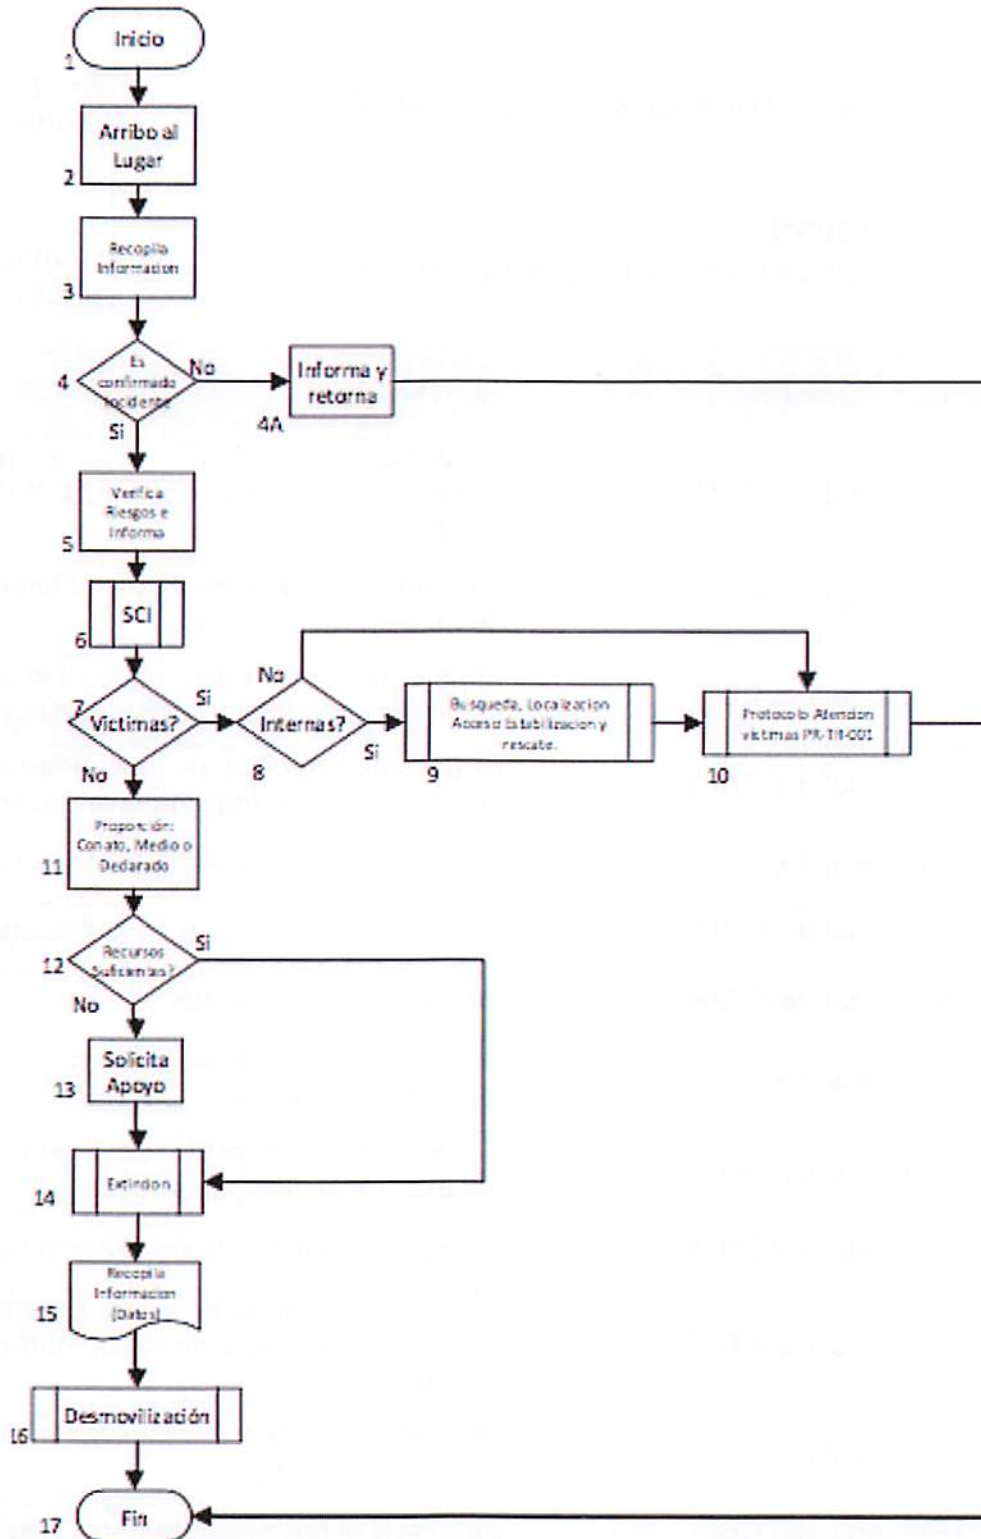 Inicio
1
Arribo al
Lugar
2
Recopila
Informacion
3
Es
confirmado
incidente
4
No
Informa y
retorna
4A
Si
Verifica
Riesgos e
Informa
5
SCI
6
7
Victimas?
Si
No
Internas?
8
Si
Busqueda, Localizacion
Acceso Estabilizacion y
rescate.
9
Protocolo Atencion
victimas PR-TR-001
10
No
Proporción:
Conato, Medio o
Declarado
11
Recursos
Suficientes?
12
Si
No
Solicita
Apoyo
13
Extincion
14
Recopila
Informacion
(Datos)
15
Desmovilización
16
Fin
17